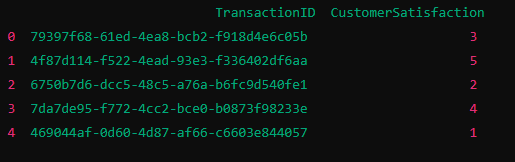 TransactionID CustomerSatisfaction
0 79397f68-61ed-4ea8-bcb2-f918d4e6c05b 3
1 4f87d114-f522-4ead-93e3-f336402df6aa 5
2 6750b7d6-dcc5-48c5-a76a-b6fc9d540fe1 2
3 7da7de95-f772-4cc2-bce0-b0873f98233e 4
4 469044af-0d60-4d87-af66-c6603e844057 1